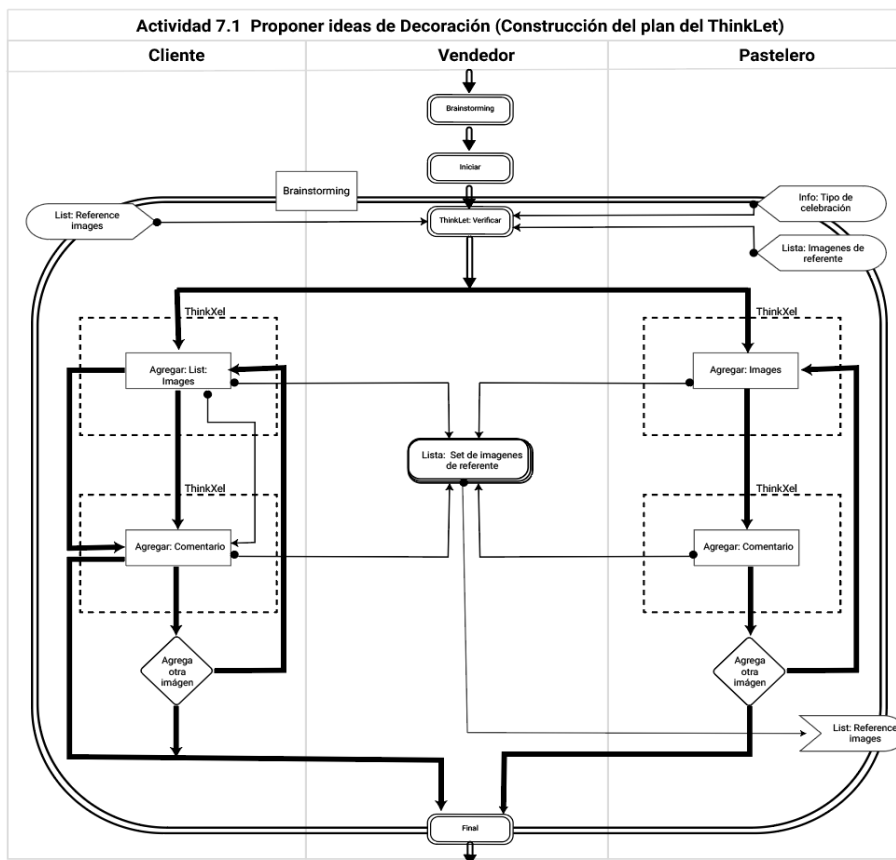 Actividad 7.1 Proponer ideas de Decoración (Construcción del plan del ThinkLet)
Cliente
Vendedor
Pastelero
Brainstorming
Iniciar
Brainstorming
List: Reference
images
ThinkLet: Verificar
Info: Tipo de
celebración
Lista: Imagenes de
referente
ThinkXel
ThinkXel
Agregar: List:
Images
Agregar: Images
Lista: Set de imagenes
de referente
ThinkXel
ThinkXel
Agregar: Comentario
Agregar: Comentario
Agrega
otra
imágen
Agrega
otra
imágen
List: Reference
images
Final